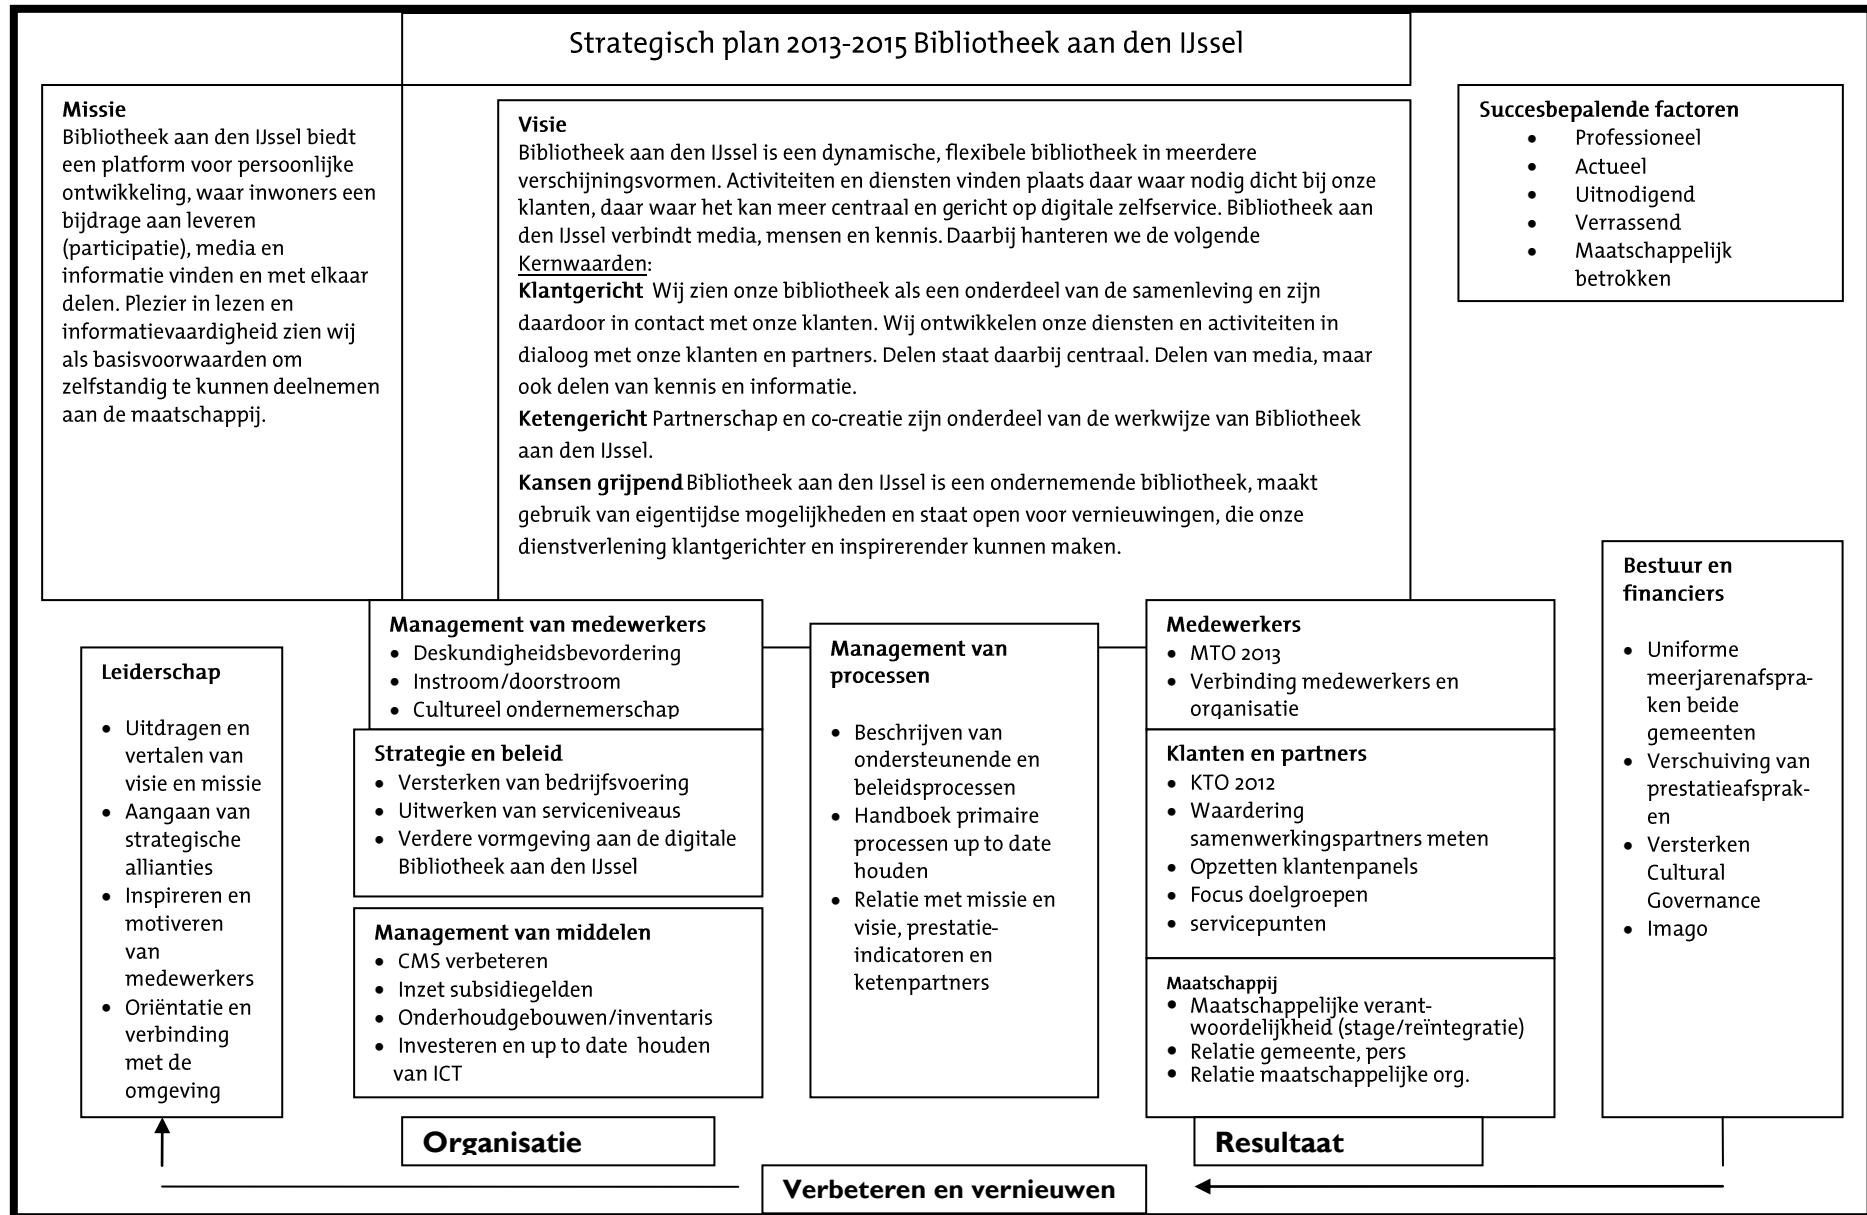 Strategisch plan 2013-2015 Bibliotheek aan den IJssel
Missie
Bibliotheek aan den IJssel biedt
een platform voor persoonlijke
ontwikkeling, waar inwoners een
bijdrage aan leveren
(participatie), media en
informatie vinden en met elkaar
delen. Plezier in lezen en
informatievaardigheid zien wij
als basisvoorwaarden om
zelfstandig te kunnen deelnemen
aan de maatschappij.
Visie
Bibliotheek aan den IJssel is een dynamische, flexibele bibliotheek in meerdere
verschijningsvormen. Activiteiten en diensten vinden plaats daar waar nodig dicht bij onze
klanten, daar waar het kan meer centraal en gericht op digitale zelfservice. Bibliotheek aan
den IJssel verbindt media, mensen en kennis. Daarbij hanteren we de volgende
Kernwaarden:
Klantgericht Wij zien onze bibliotheek als een onderdeel van de samenleving en zijn
daardoor in contact met onze klanten. Wij ontwikkelen onze diensten en activiteiten in
dialoog met onze klanten en partners. Delen staat daarbij centraal. Delen van media, maar
ook delen van kennis en informatie.
Ketengericht Partnerschap en co-creatie zijn onderdeel van de werkwijze van Bibliotheek
aan den IJssel.
Kansen grijpend Bibliotheek aan den IJssel is een ondernemende bibliotheek, maakt
gebruik van eigentijdse mogelijkheden en staat open voor vernieuwingen, die onze
dienstverlening klantgerichter en inspirerender kunnen maken.
Succesbepalende factoren
• Professioneel
• Actueel
• Uitnodigend
• Verrassend
• Maatschappelijk
betrokken
Leiderschap
• Uitdragen en
vertalen van
visie en missie
• Aangaan van
strategische
allianties
• Inspireren en
motiveren
van
medewerkers
• Oriëntatie en
verbinding
met de
omgeving
Management van medewerkers
• Deskundigheidsbevordering
• Instroom/doorstroom
• Cultureel ondernemerschap
Strategie en beleid
• Versterken van bedrijfsvoering
• Uitwerken van serviceniveaus
• Verdere vormgeving aan de digitale
Bibliotheek aan den IJssel
Management van middelen
• CMS verbeteren
• Inzet subsidiegelden
• Onderhoudgebouwen/inventaris
• Investeren en up to date houden
van ICT
Management van
processen
• Beschrijven van
ondersteunende en
beleidsprocessen
• Handboek primaire
processen up to date
houden
• Relatie met missie en
visie, prestatie-
indicatoren en
ketenpartners
Medewerkers
• MTO 2013
• Verbinding medewerkers en
organisatie
Klanten en partners
• KTO 2012
• Waardering
samenwerkingspartners meten
• Opzetten klantenpanels
• Focus doelgroepen
• servicepunten
Maatschappij
• Maatschappelijke verant-
woordelijkheid (stage/reïntegratie)
• Relatie gemeente, pers
• Relatie maatschappelijke org.
Bestuur en
financiers
• Uniforme
meerjarenafspra-
ken beide
gemeenten
• Verschuiving van
prestatieafsprak-
en
• Versterken
Cultural
Governance
• Imago
Organisatie
Resultaat
Verbeteren en vernieuwen